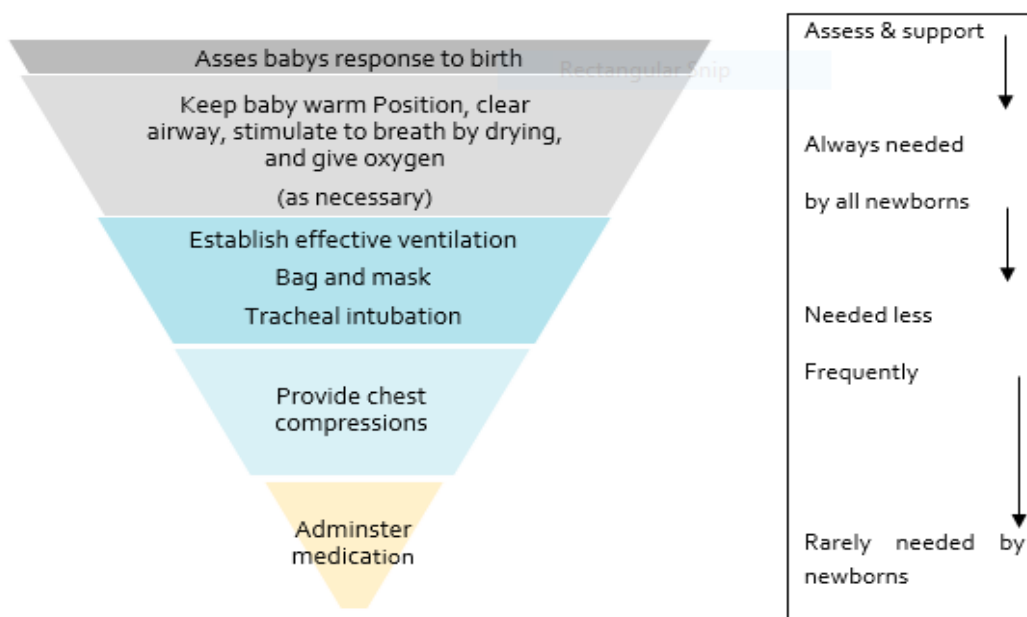 Asses babys response to birth
Rectangular Snip
Keep baby warm Position, clear
airway, stimulate to breath by drying,
and give oxygen
(as necessary)
Establish effective ventilation
Bag and mask
Tracheal intubation
Provide chest
compressions
Adminster
medication
Assess & support
Always needed
by all newborns
Needed less
Frequently
Rarely needed by
newborns